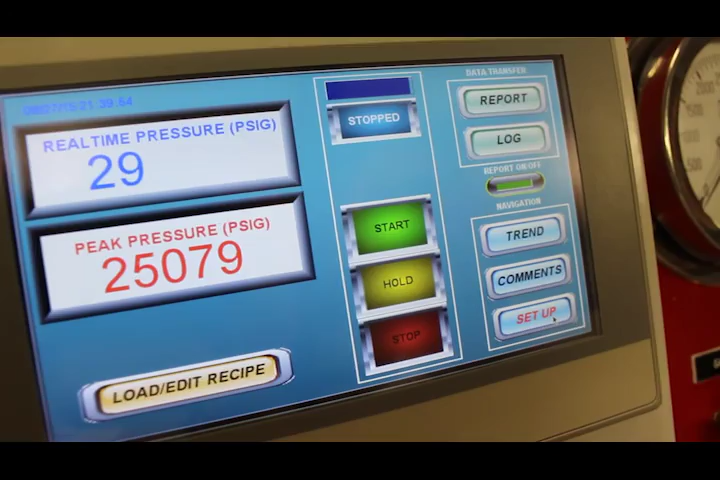 REALTIME PRESSURE (PSIG)
29
PEAK PRESSURE (PSIG)
25079
LOAD/EDIT RECIPE
STOPPED
START
HOLD
STOP
DATA TRANSFER
REPORT
LOG
REPORT ON/OFF
NAVIGATION
TREND
COMMENTS
SET UP